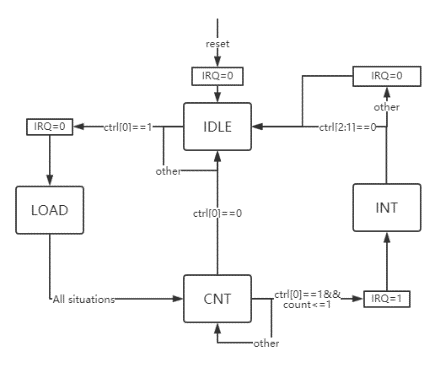 reset
IRQ=0
IRQ=0
other
IDLE
ctrl[2:1]==0
IRQ=0
ctrl[0]==1
other
LOAD
INT
ctrl[0]==0
All situations
CNT
ctrl[0]==1&&
count<=1
IRQ=1
other